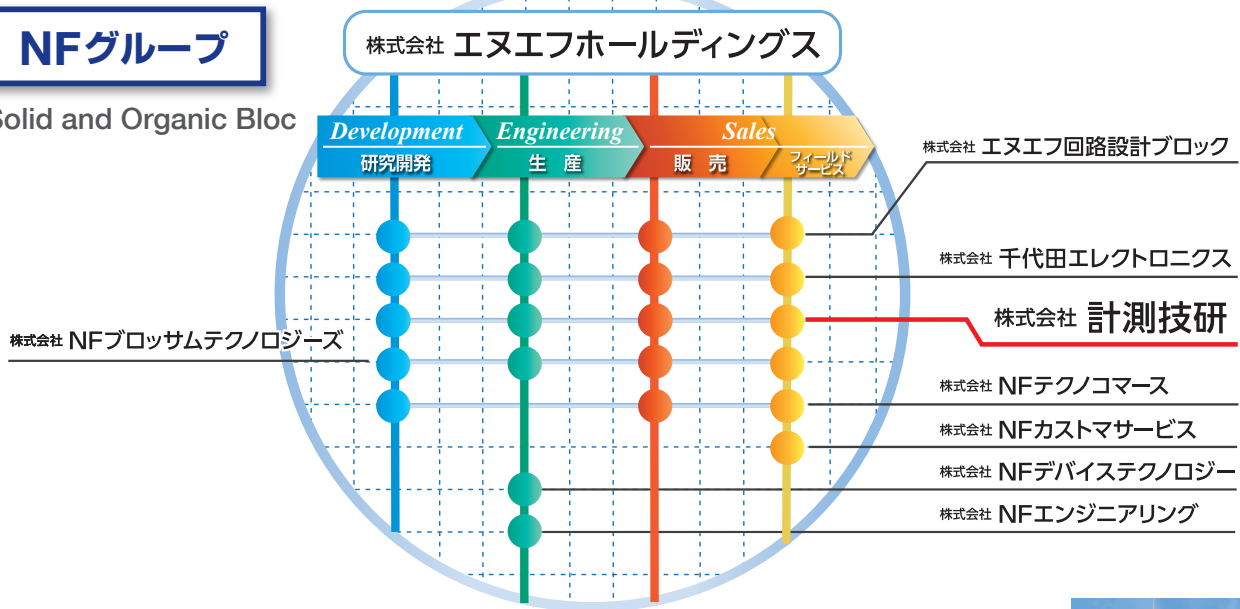 NFグループ
株式会社 エヌエフホールディングス
Solid and Organic Bloc
Development
Engineering
Sales
研究開発
生 産
販 売
フィールド
サービス
株式会社 エヌエフ回路設計ブロック
株式会社 千代田エレクトロニクス
株式会社 計測技研
株式会社 NFブロッサムテクノロジーズ
株式会社 NFテクノコマース
株式会社 NFカストマサービス
株式会社 NFデバイステクノロジー
株式会社 NFエンジニアリング